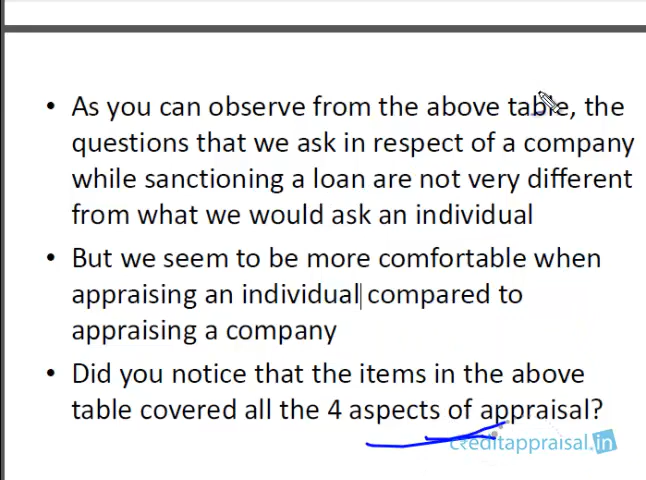 • As you can observe from the above table, the
questions that we ask in respect of a company
while sanctioning a loan are not very different
from what we would ask an individual
• But we seem to be more comfortable when
appraising an individual compared to
appraising a company
• Did you notice that the items in the above
table covered all the 4 aspects of appraisal?
creditappraisal.in